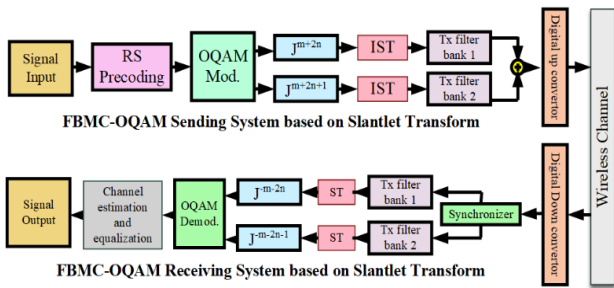 Signal
Input
RS
Precoding
OQAM
Mod.
J^{m+2n}
IST
Tx filter
bank 1
J^{m+2n+1}
IST
Tx filter
bank 2
Digital up convertor
Wireless Channel
FBMC-OQAM Sending System based on Slantlet Transform
Signal
Output
Channel
estimation
and
equalization
OQAM
Demod.
J^{-m-2n}
ST
Tx filter
bank 1
J^{-m-2n-1}
ST
Tx filter
bank 2
Synchronizer
Digital Down convertor
FBMC-OQAM Receiving System based on Slantlet Transform